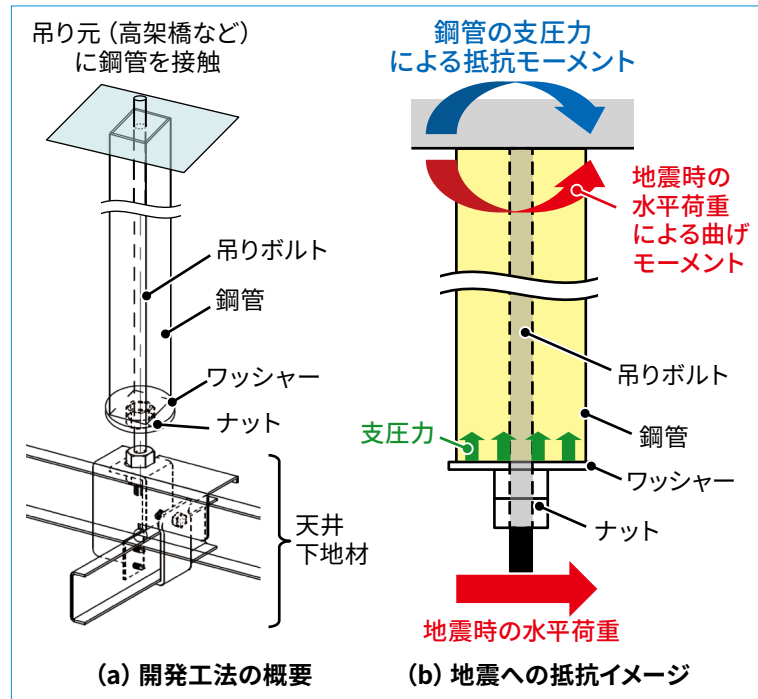 吊り元（高架橋など）
に鋼管を接触
吊りボルト
鋼管
ワッシャー
ナット
天井
下地材
(a) 開発工法の概要
鋼管の支圧力
による抵抗モーメント
地震時の
水平荷重
による曲げ
モーメント
吊りボルト
支圧力
鋼管
ワッシャー
ナット
地震時の水平荷重
(b) 地震への抵抗イメージ